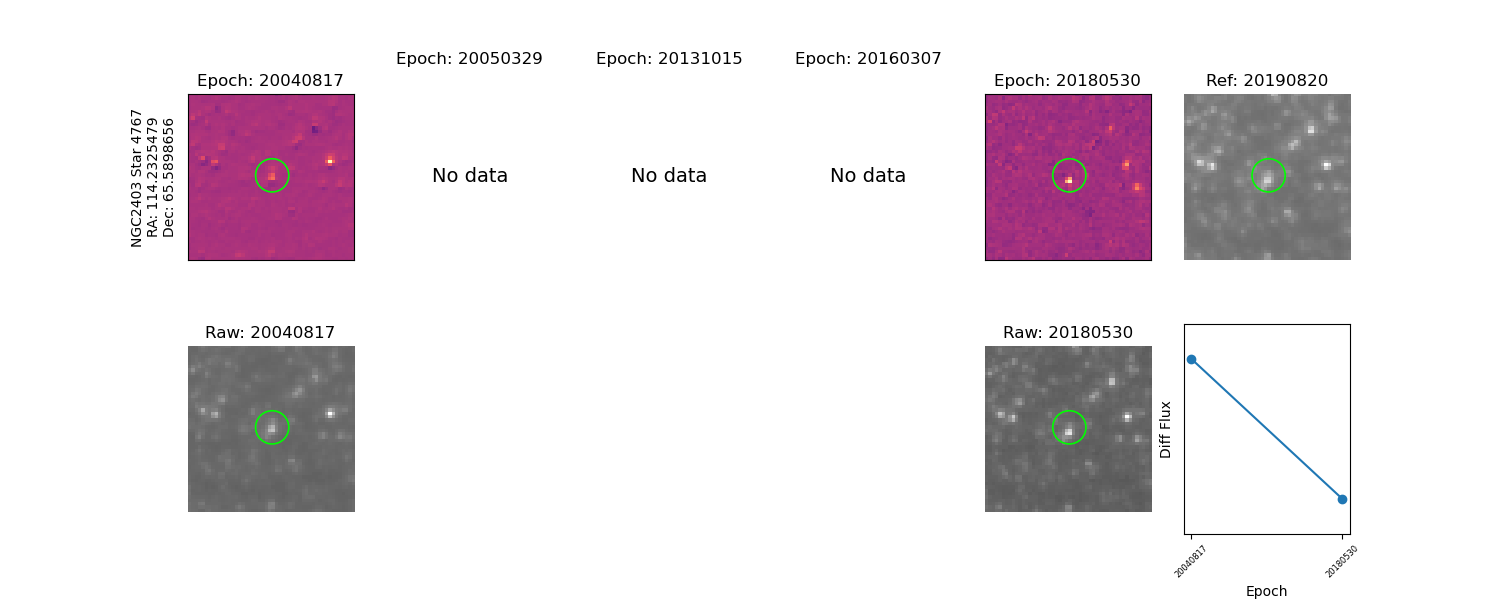 Epoch: 20040817
Epoch: 20050329
Epoch: 20131015
Epoch: 20160307
Epoch: 20180530
Ref: 20190820
NGC2403 Star 4767
RA: 114.2325479
Dec: 65.5898656
No data
No data
No data
Raw: 20040817
Raw: 20180530
Diff Flux
20040817
20180530
Epoch